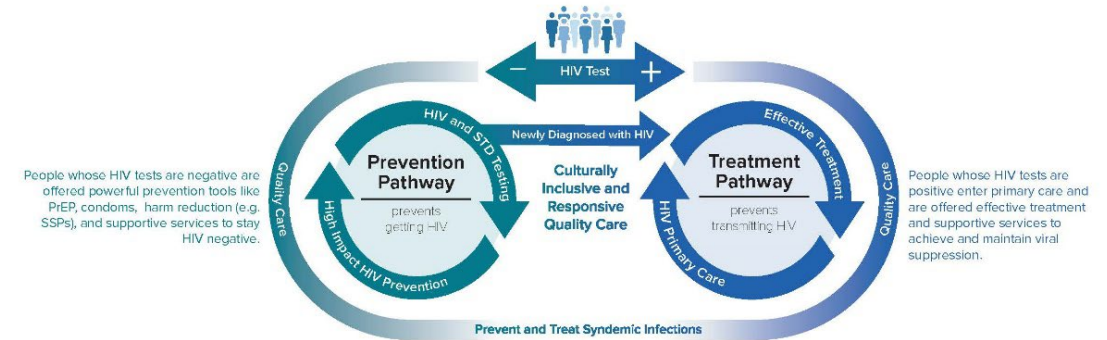 − HIV Test +
HIV and STD Testing
Newly Diagnosed with HIV
Effective Treatment
Prevention
Pathway
prevents
getting HIV
High Impact HIV Prevention
Culturally
Inclusive and
Responsive
Quality Care
Treatment
Pathway
prevents
transmitting HIV
HIV Primary Care
Quality Care
Quality Care
People whose HIV tests are negative are
offered powerful prevention tools like
PrEP, condoms, harm reduction (e.g.
SSPs), and supportive services to stay
HIV negative.
People whose HIV tests are
positive enter primary care and
are offered effective treatment
and supportive services to
achieve and maintain viral
suppression.
Prevent and Treat Syndemic Infections